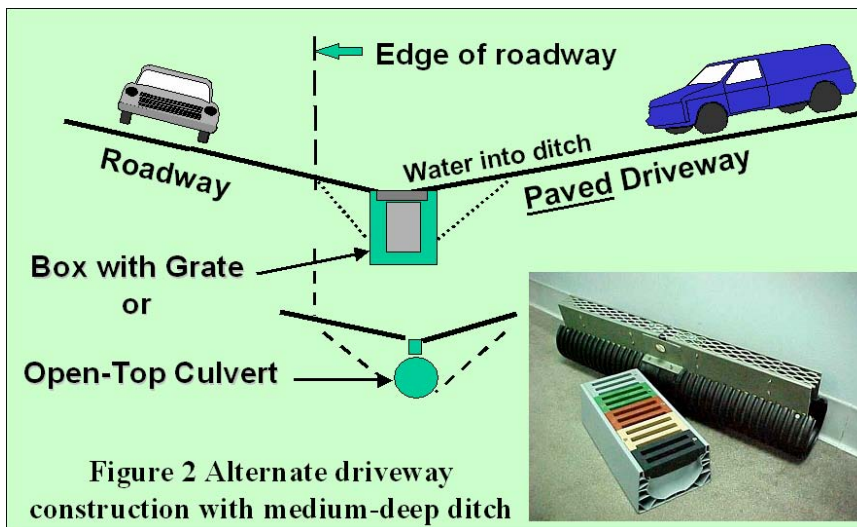 Edge of roadway
Roadway
Water into ditch
Paved Driveway
Box with Grate
or
Open-Top Culvert
Figure 2 Alternate driveway
construction with medium-deep ditch